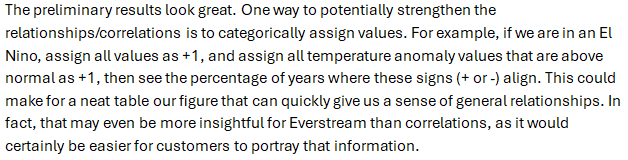 The preliminary results look great. One way to potentially strengthen the
relationships/correlations is to categorically assign values. For example, if we are in an El
Nino, assign all values as +1, and assign all temperature anomaly values that are above
normal as +1, then see the percentage of years where these signs (+ or -) align. This could
make for a neat table our figure that can quickly give us a sense of general relationships. In
fact, that may even be more insightful for Everstream than correlations, as it would
certainly be easier for customers to portray that information.